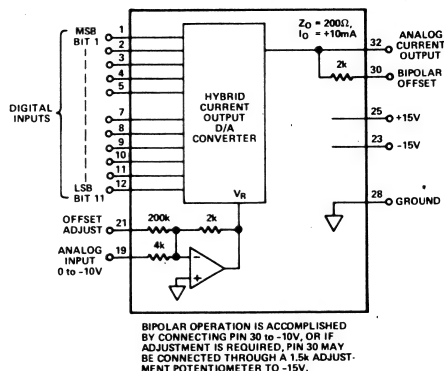 MSB
BIT 1
1
2
3
4
5
7
8
9
10
11
12
DIGITAL
INPUTS
LSB
BIT 11
HYBRID
CURRENT
OUTPUT
D/A
CONVERTER
VR
ZO = 200Ω,
IO = +10mA
32
ANALOG
CURRENT
OUTPUT
2k
30
BIPOLAR
OFFSET
25
+15V
23
-15V
28
GROUND
OFFSET
ADJUST
21
200k
2k
ANALOG
INPUT
0 to -10V
19
4k
-
+
BIPOLAR OPERATION IS ACCOMPLISHED
BY CONNECTING PIN 30 to -10V, OR IF
ADJUSTMENT IS REQUIRED, PIN 30 MAY
BE CONNECTED THROUGH A 1.5k ADJUST-
MENT POTENTIOMETER TO -15V.